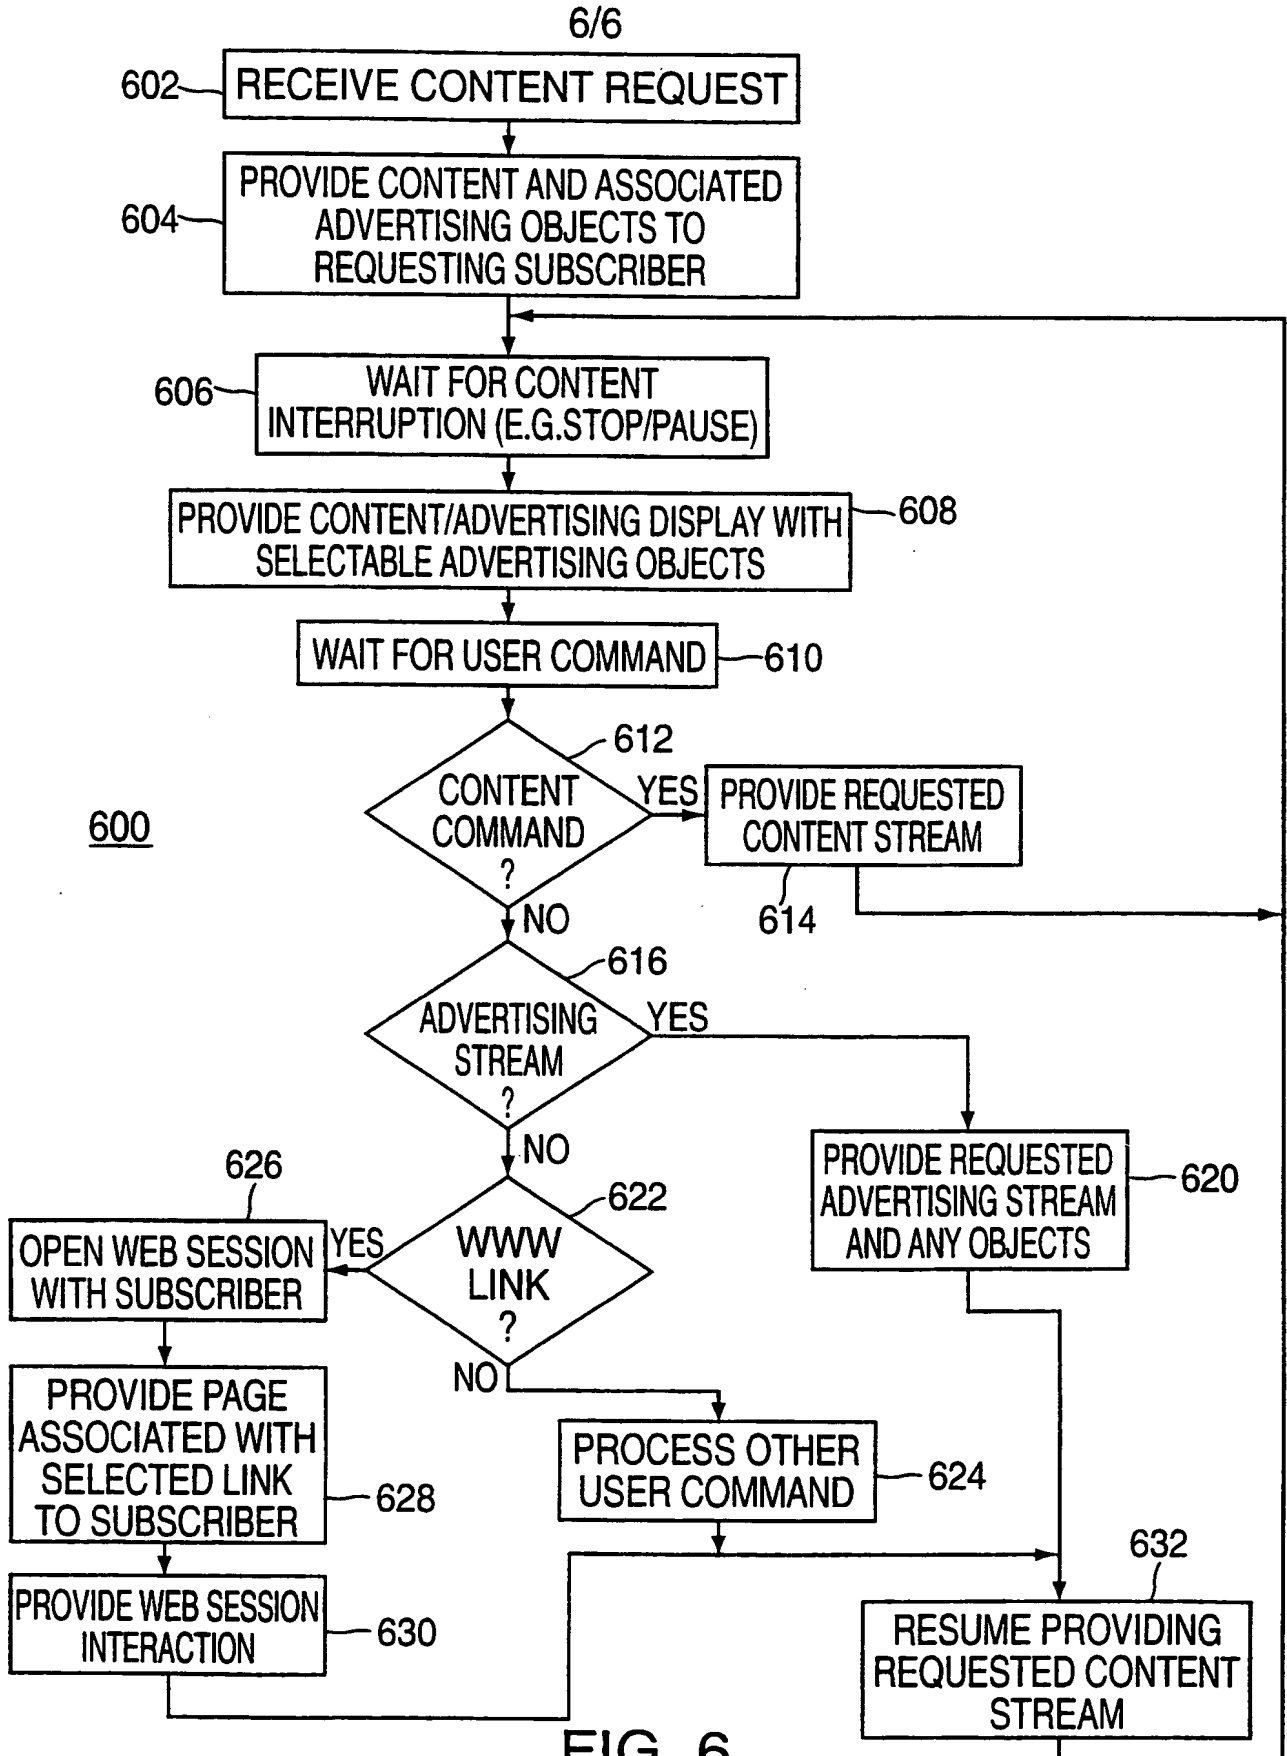 6/6
602
RECEIVE CONTENT REQUEST
604
PROVIDE CONTENT AND ASSOCIATED
ADVERTISING OBJECTS TO
REQUESTING SUBSCRIBER
606
WAIT FOR CONTENT
INTERRUPTION (E.G.STOP/PAUSE)
PROVIDE CONTENT/ADVERTISING DISPLAY WITH
SELECTABLE ADVERTISING OBJECTS
608
WAIT FOR USER COMMAND
610
612
CONTENT
COMMAND
?
YES
PROVIDE REQUESTED
CONTENT STREAM
614
600
NO
616
ADVERTISING
STREAM
?
YES
PROVIDE REQUESTED
ADVERTISING STREAM
AND ANY OBJECTS
620
NO
622
WWW
LINK
?
YES
626
OPEN WEB SESSION
WITH SUBSCRIBER
NO
PROVIDE PAGE
ASSOCIATED WITH
SELECTED LINK
TO SUBSCRIBER
628
PROCESS OTHER
USER COMMAND
624
PROVIDE WEB SESSION
INTERACTION
630
632
RESUME PROVIDING
REQUESTED CONTENT
STREAM
FIG. 6